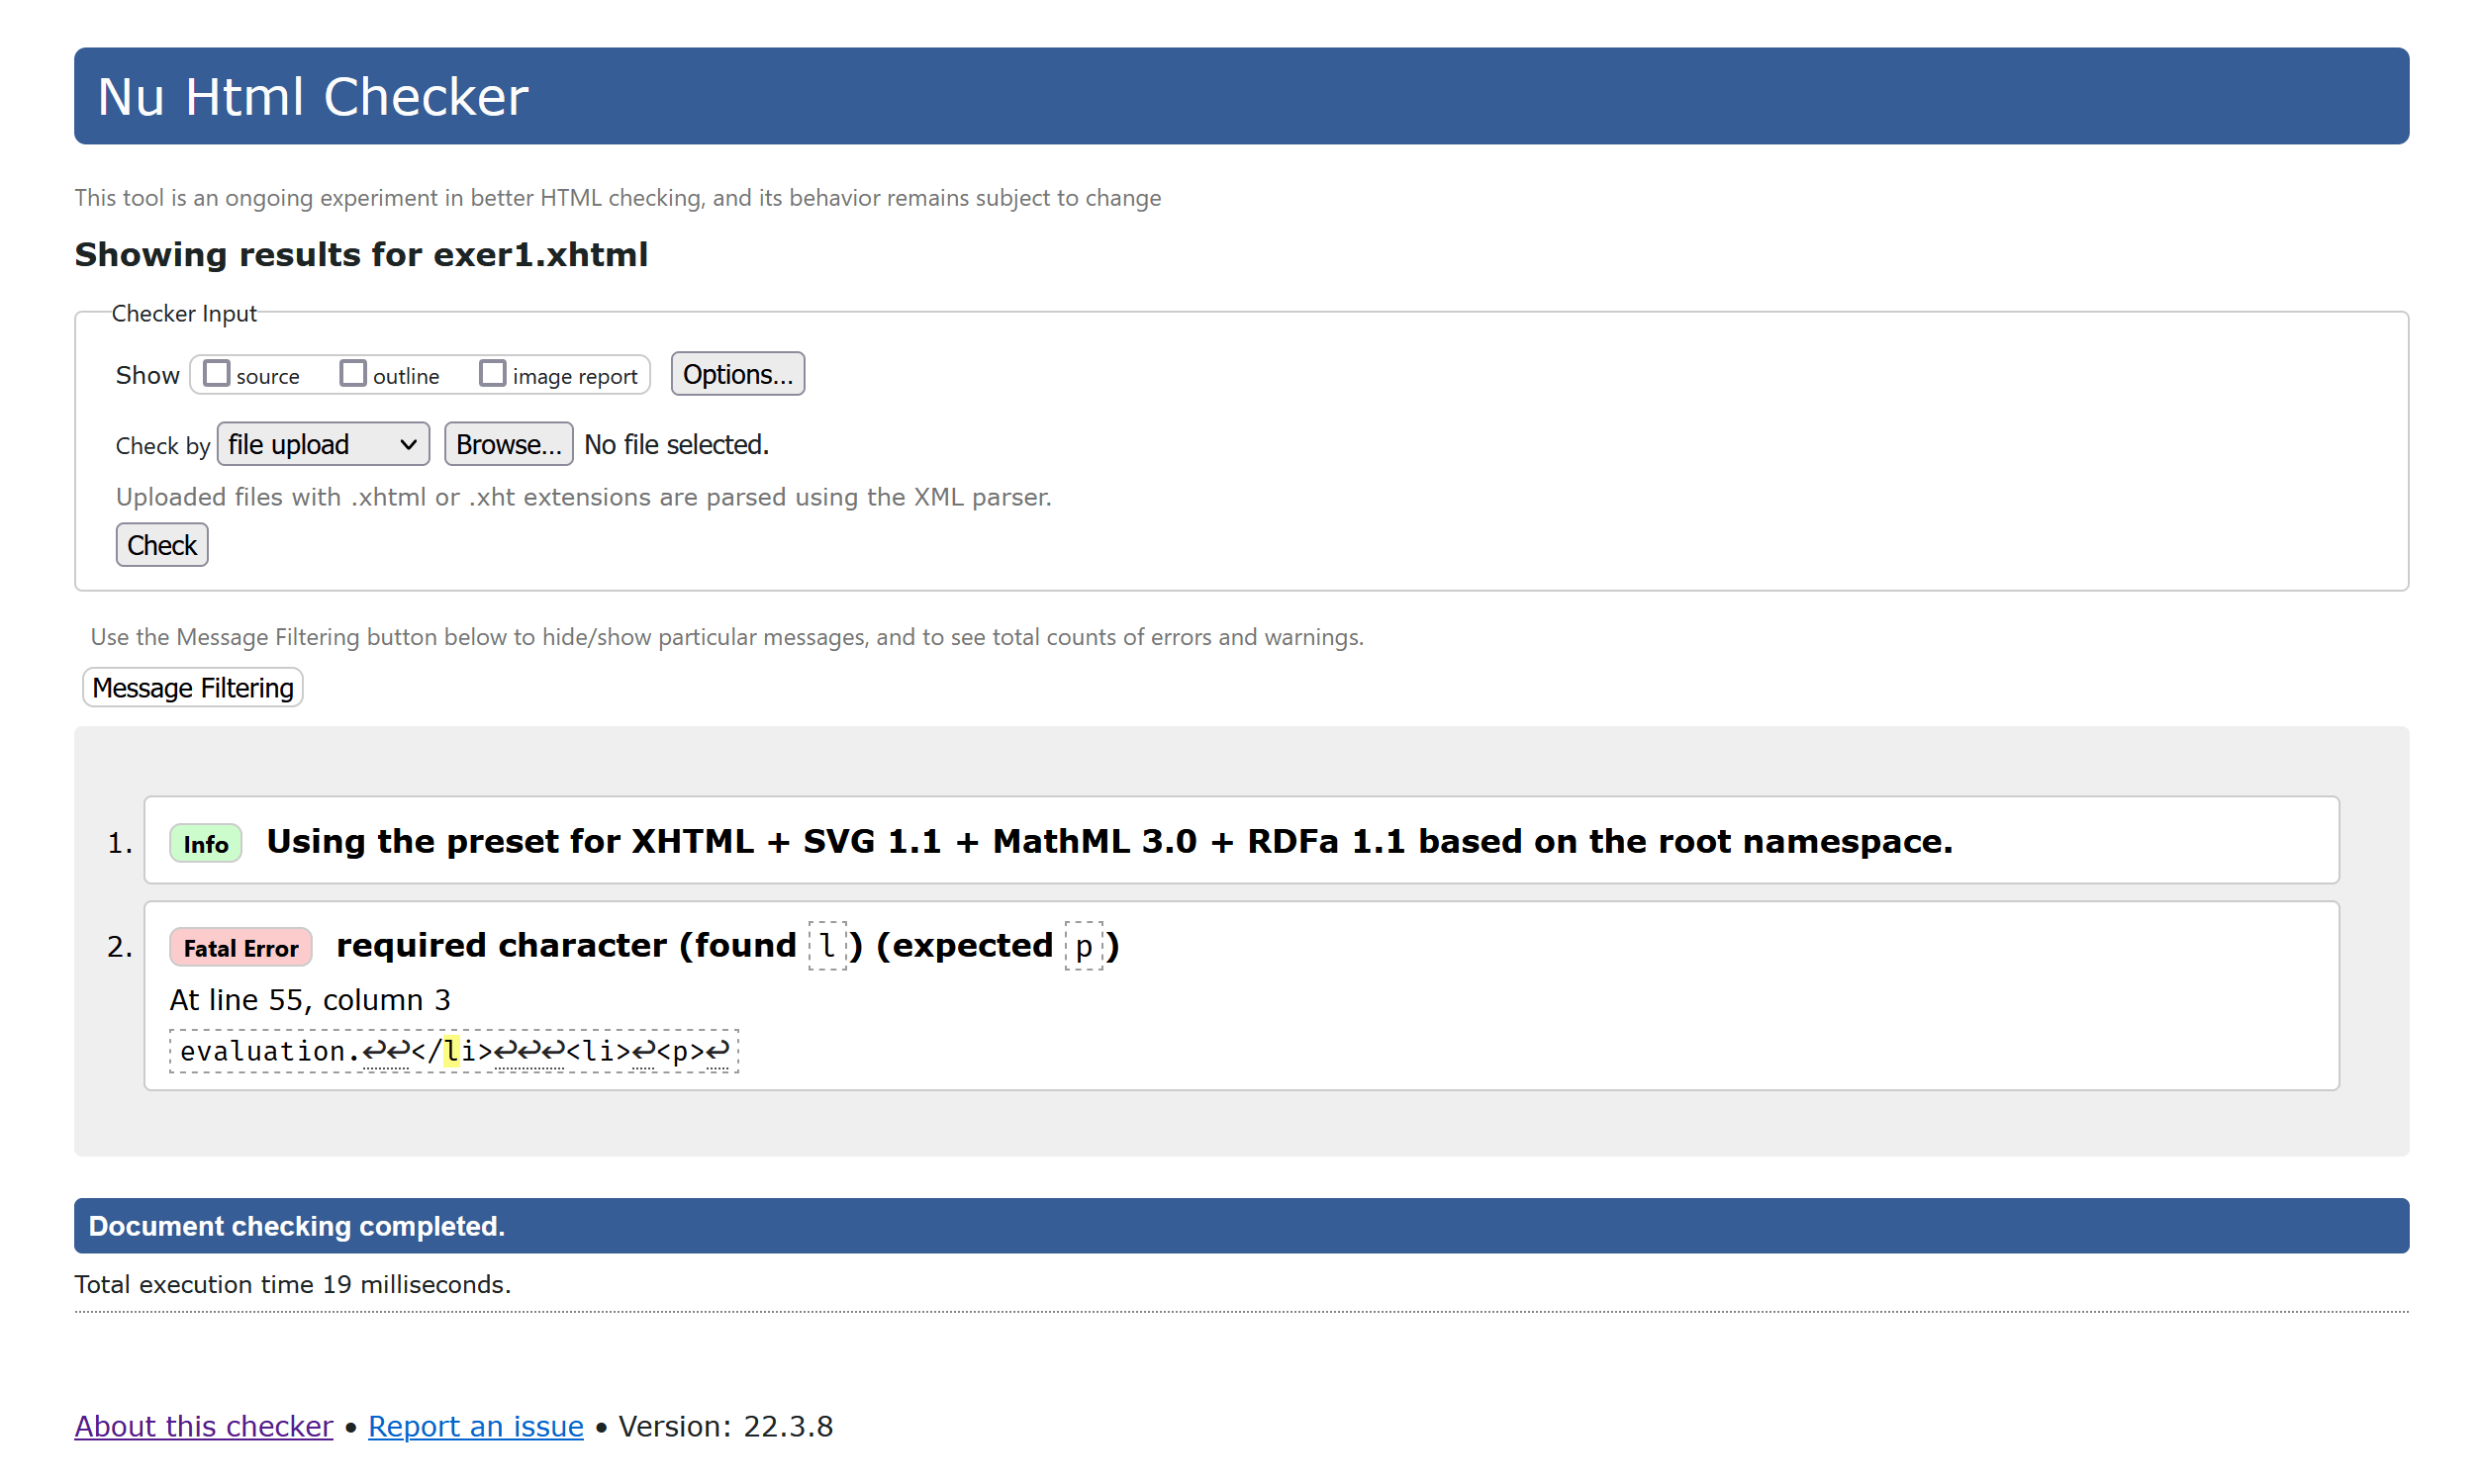 Nu Html Checker
This tool is an ongoing experiment in better HTML checking, and its behavior remains subject to change
Showing results for exer1.xhtml
Checker Input
Show source outline image report Options...
Check by file upload Browse... No file selected.
Uploaded files with .xhtml or .xht extensions are parsed using the XML parser.
Check
Use the Message Filtering button below to hide/show particular messages, and to see total counts of errors and warnings.
Message Filtering
1. Info Using the preset for XHTML + SVG 1.1 + MathML 3.0 + RDFa 1.1 based on the root namespace.
2. Fatal Error required character (found l) (expected p)
At line 55, column 3
evaluation.↩↩</li>↩↩↩<li>↩<p>↩
Document checking completed.
Total execution time 19 milliseconds.
About this checker • Report an issue • Version: 22.3.8